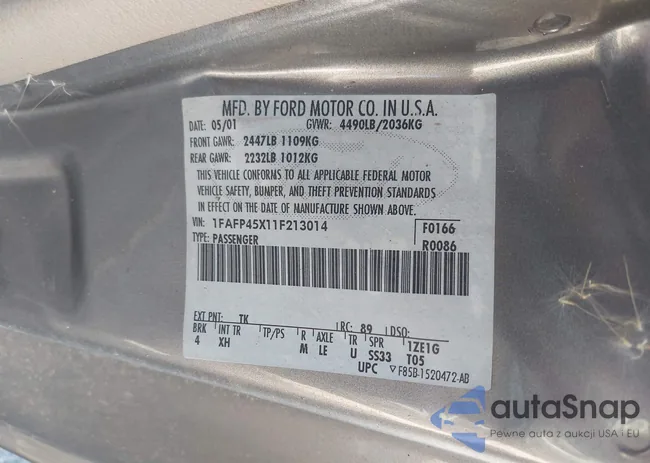 MFD. BY FORD MOTOR CO. IN U.S.A.
DATE: 05/01 GVWR: 4490LB/2036KG
FRONT GAWR: 2447LB 1109KG
REAR GAWR: 2232LB 1012KG
THIS VEHICLE CONFORMS TO ALL APPLICABLE FEDERAL MOTOR
VEHICLE SAFETY, BUMPER, AND THEFT PREVENTION STANDARDS
IN EFFECT ON THE DATE OF MANUFACTURE SHOWN ABOVE.
VIN: 1FAFP45X11F213014 F0166
TYPE: PASSENGER R0086
EXT PNT: TK RC: 89 DSO:
BRK INT TR TP/PS R AXLE TR SPR 1ZE1G
4 XH M LE U SS33 T05
UPC F85B-1520472-AB
autaSnap
Pewne auta z aukcji USA i EU